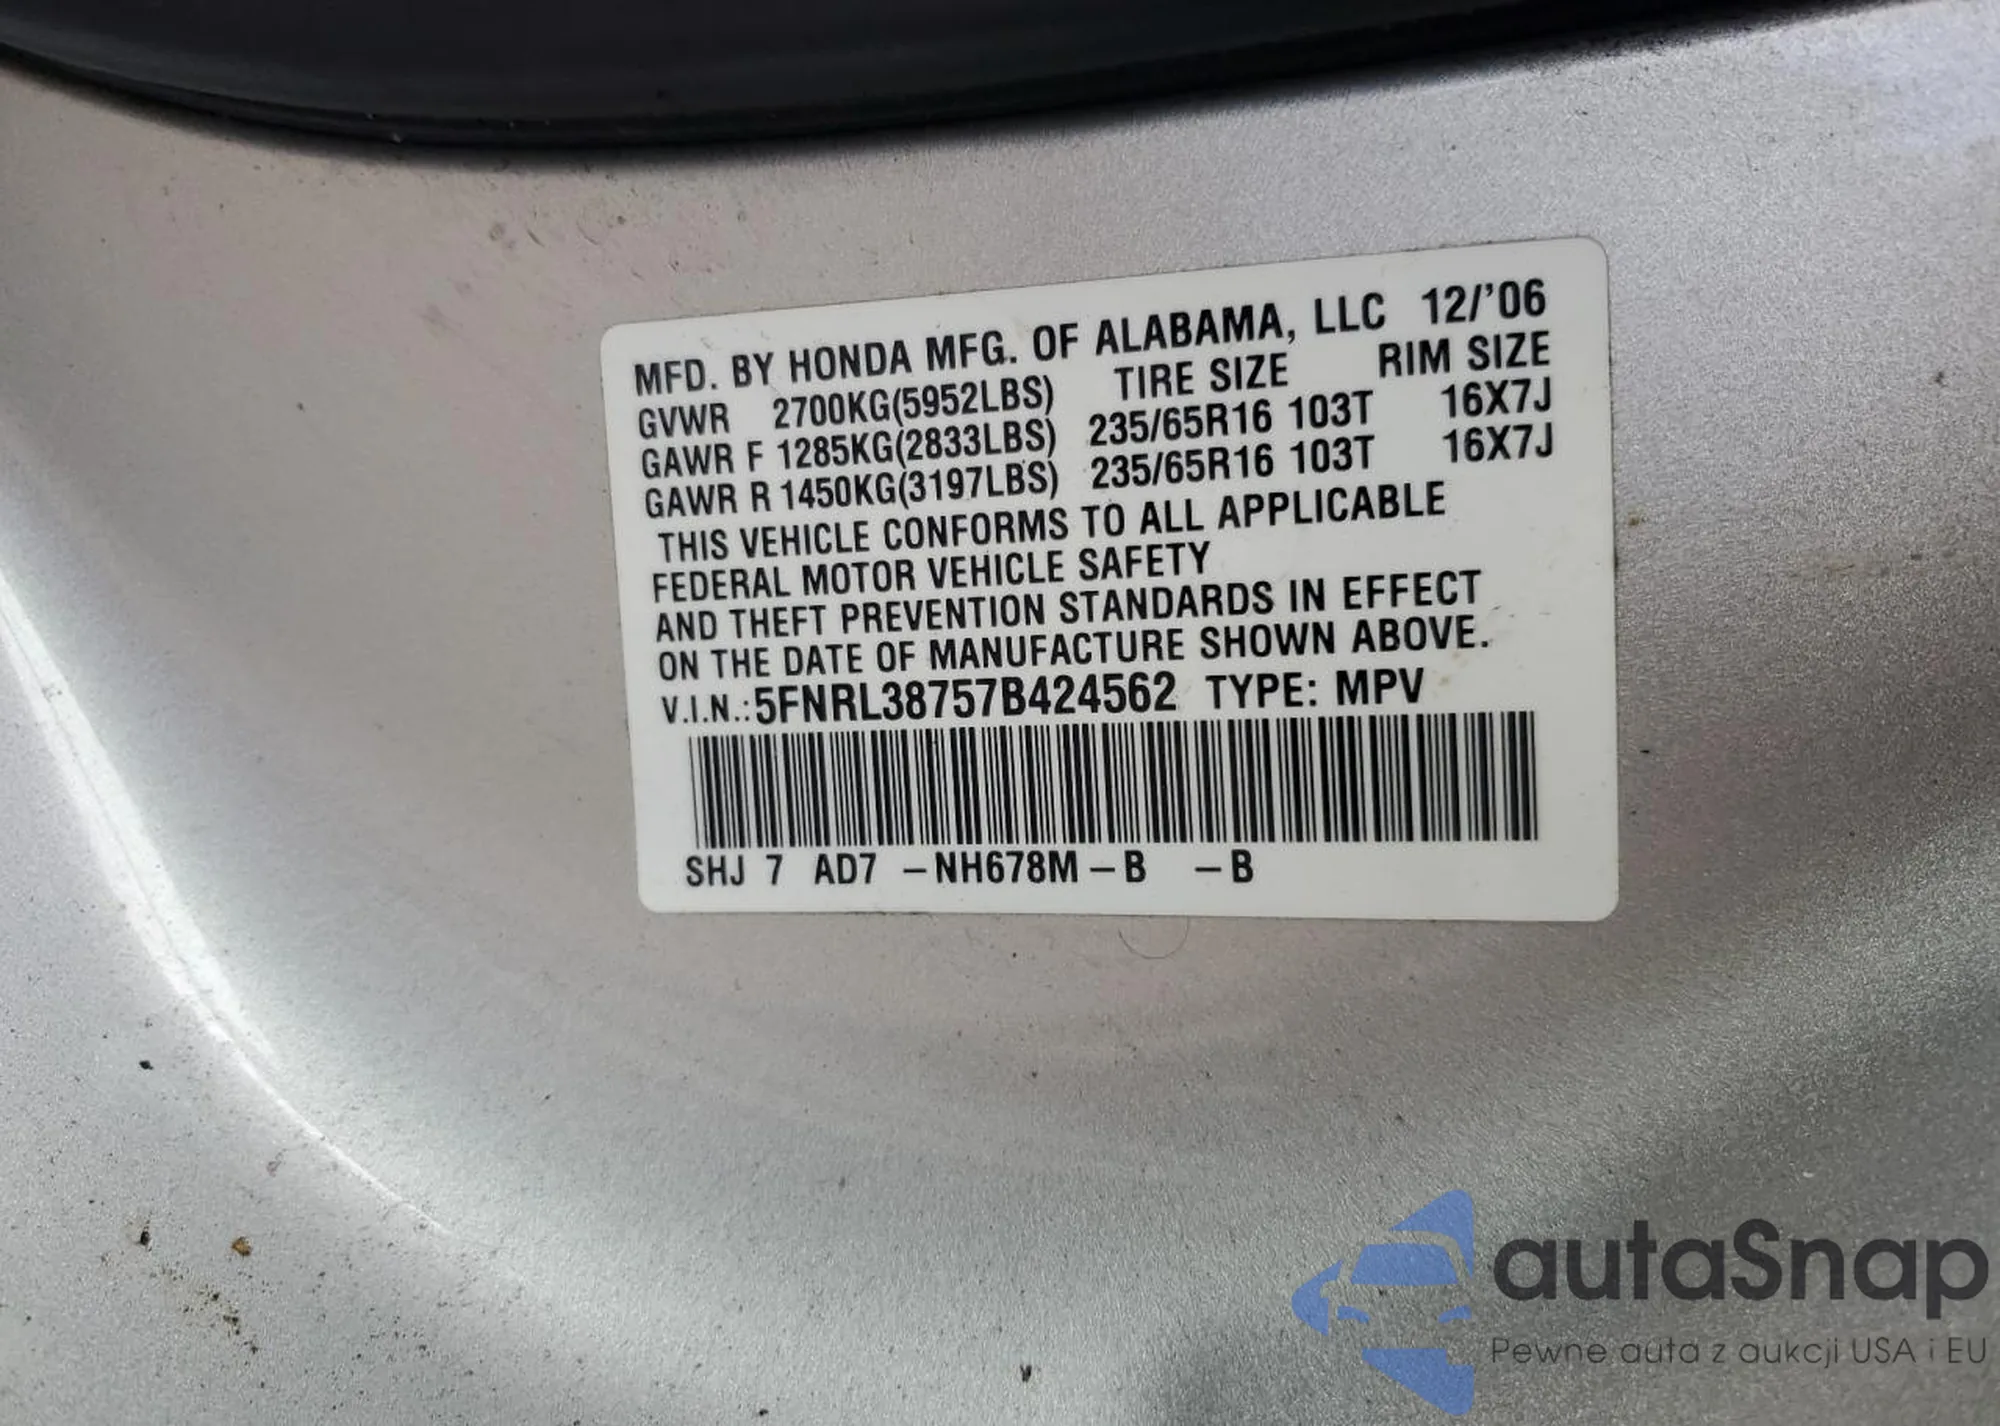 MFD. BY HONDA MFG. OF ALABAMA, LLC 12/'06
GVWR 2700KG(5952LBS) TIRE SIZE RIM SIZE
GAWR F 1285KG(2833LBS) 235/65R16 103T 16X7J
GAWR R 1450KG(3197LBS) 235/65R16 103T 16X7J
THIS VEHICLE CONFORMS TO ALL APPLICABLE
FEDERAL MOTOR VEHICLE SAFETY
AND THEFT PREVENTION STANDARDS IN EFFECT
ON THE DATE OF MANUFACTURE SHOWN ABOVE.
V.I.N.: 5FNRL38757B424562 TYPE: MPV
SHJ 7 AD7 -NH678M-B -B
autaSnap
Pewne auta z aukcji USA i EU